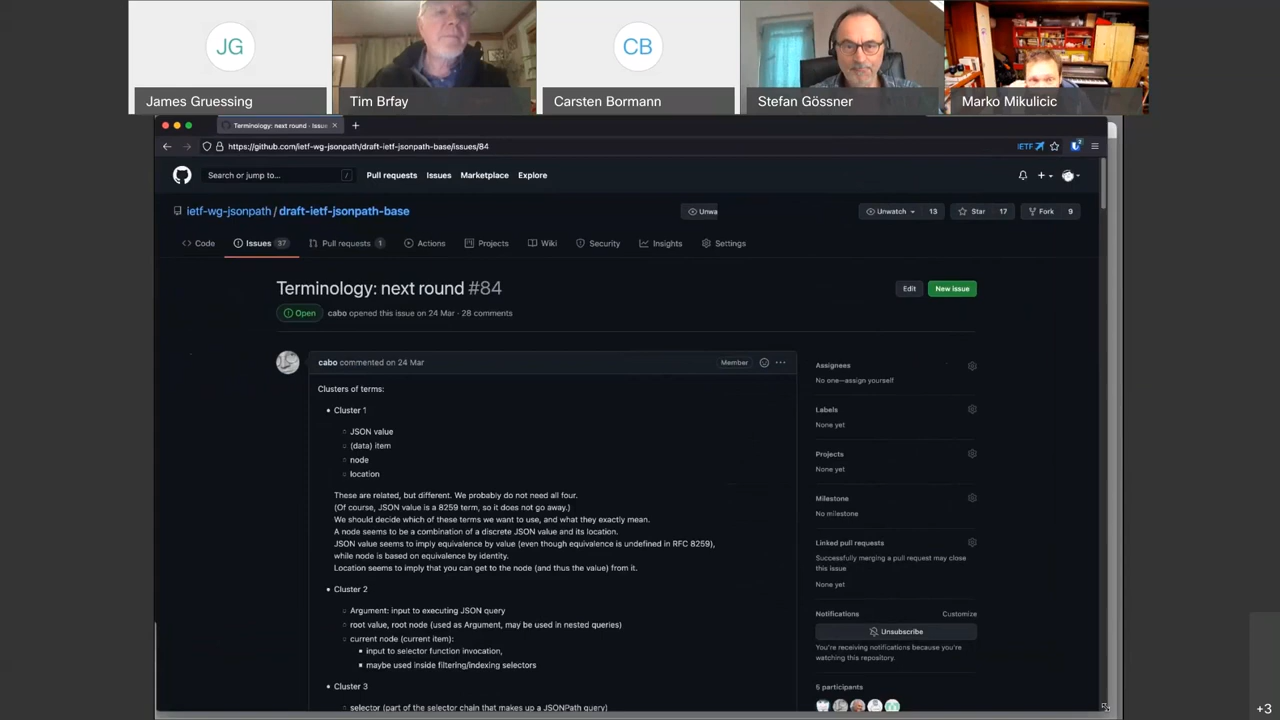 JG
CB
James Gruessing
Tim Brfay
Carsten Bormann
Stefan Gössner
Marko Mikulicic
Terminology: next round · Issu
https://github.com/ietf-wg-jsonpath/draft-ietf-jsonpath-base/issues/84
IETF
2
Search or jump to...
/
Pull requests
Issues
Marketplace
Explore
ietf-wg-jsonpath / draft-ietf-jsonpath-base
Unwa
Unwatch
13
Star
17
Fork
9
Code
Issues 37
Pull requests 1
Actions
Projects
Wiki
Security
Insights
Settings
Terminology: next round #84
Edit
New issue
Open
cabo opened this issue on 24 Mar · 28 comments
cabo commented on 24 Mar
Member
Clusters of terms:
Cluster 1
JSON value
(data) item
node
location
These are related, but different. We probably do not need all four.
(Of course, JSON value is a 8259 term, so it does not go away.)
We should decide which of these terms we want to use, and what they exactly mean.
A node seems to be a combination of a discrete JSON value and its location.
JSON value seems to imply equivalence by value (even though equivalence is undefined in RFC 8259),
while node is based on equivalence by identity.
Location seems to imply that you can get to the node (and thus the value) from it.
Cluster 2
Argument: input to executing JSON query
root value, root node (used as Argument, may be used in nested queries)
current node (current item):
input to selector function invocation,
maybe used inside filtering/indexing selectors
Cluster 3
selector (part of the selector chain that makes up a JSONPath query)
Assignees
No one—assign yourself
Labels
None yet
Projects
None yet
Milestone
No milestone
Linked pull requests
Successfully merging a pull request may close
this issue
None yet
Notifications
Customize
Unsubscribe
You're receiving notifications because you're
watching this repository.
5 participants
+3